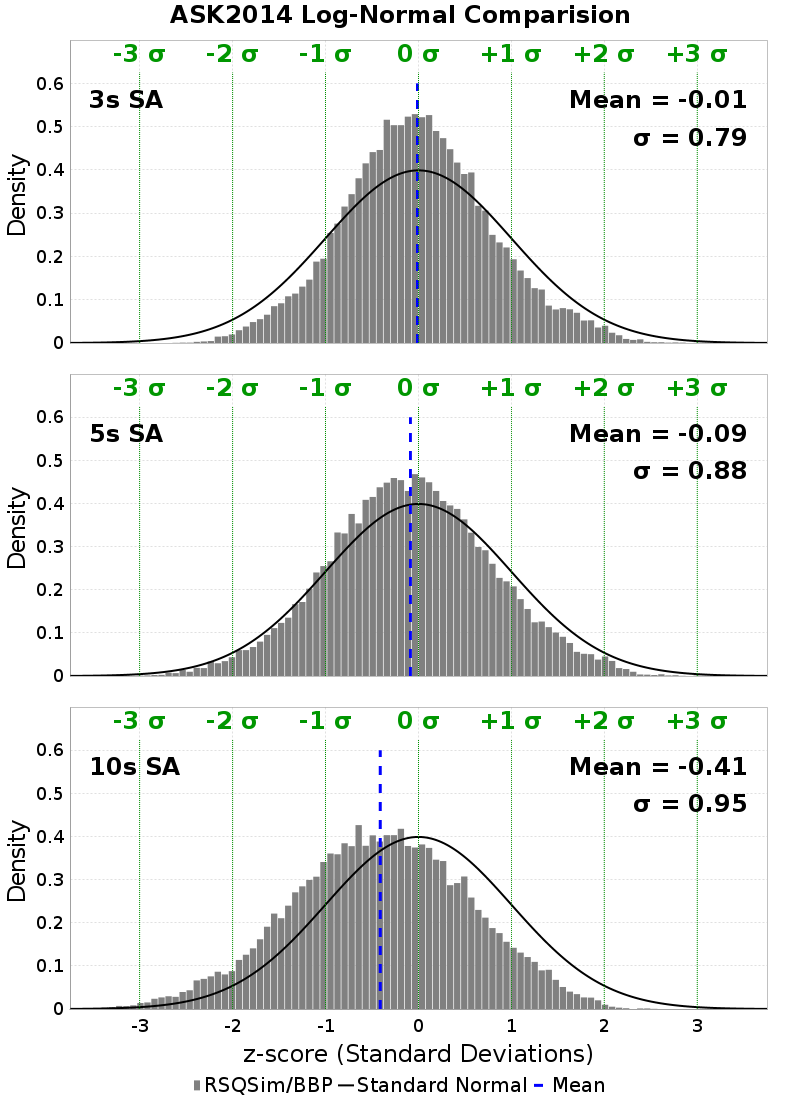 ASK2014 Log-Normal Comparision
-3 σ -2 σ -1 σ 0 σ +1 σ +2 σ +3 σ
0.6
3s SA Mean = -0.01
0.5
σ = 0.79
0.4
Density
0.3
0.2
0.1
0
-3 σ -2 σ -1 σ 0 σ +1 σ +2 σ +3 σ
0.6
5s SA Mean = -0.09
0.5
σ = 0.88
0.4
Density
0.3
0.2
0.1
0
-3 σ -2 σ -1 σ 0 σ +1 σ +2 σ +3 σ
0.6
10s SA Mean = -0.41
0.5
σ = 0.95
0.4
Density
0.3
0.2
0.1
0
-3 -2 -1 0 1 2 3
z-score (Standard Deviations)
RSQSim/BBP Standard Normal Mean